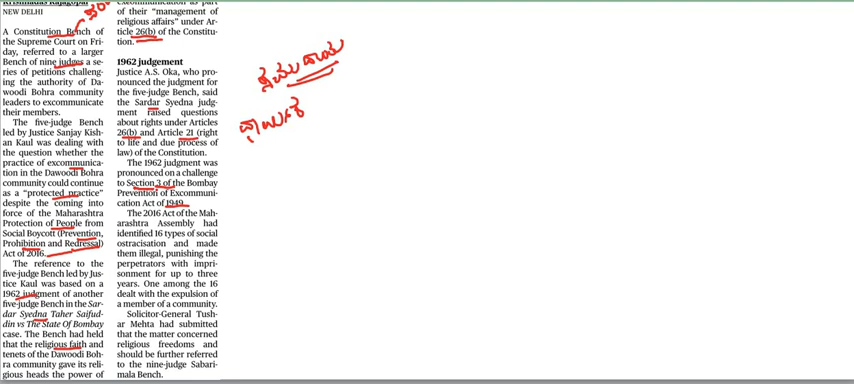 Krishnadas Rajagopal
NEW DELHI
A Constitution Bench of
the Supreme Court on Fri-
day, referred to a larger
Bench of nine judges a se-
ries of petitions challeng-
ing the authority of Da-
woodi Bohra community
leaders to excommunicate
their members.
The five-judge Bench
led by Justice Sanjay Kish-
an Kaul was dealing with
the question whether the
practice of excommunica-
tion in the Dawoodi Bohra
community could continue
as a “protected practice”
despite the coming into
force of the Maharashtra
Protection of People from
Social Boycott (Prevention,
Prohibition and Redressal)
Act of 2016.
The reference to the
five-judge Bench led by Jus-
tice Kaul was based on a
1962 judgment of another
five-judge Bench in the Sar-
dar Syedna Taher Saifud-
din vs The State Of Bombay
case. The Bench had held
that the religious faith and
tenets of the Dawoodi Boh-
ra community gave its reli-
gious heads the power of
excommunication as part
of their “management of
religious affairs” under Ar-
ticle 26(b) of the Constitu-
tion.
1962 judgement
Justice A.S. Oka, who pro-
nounced the judgment for
the five-judge Bench, said
the Sardar Syedna judg-
ment raised questions
about rights under Articles
26(b) and Article 21 (right
to life and due process of
law) of the Constitution.
The 1962 judgment was
pronounced on a challenge
to Section 3 of the Bombay
Prevention of Excommuni-
cation Act of 1949.
The 2016 Act of the Mah-
arashtra Assembly had
identified 16 types of social
ostracisation and made
them illegal, punishing the
perpetrators with impri-
sonment for up to three
years. One among the 16
dealt with the expulsion of
a member of a community.
Solicitor-General Tush-
ar Mehta had submitted
that the matter concerned
religious freedoms and
should be further referred
to the nine-judge Sabari-
mala Bench.